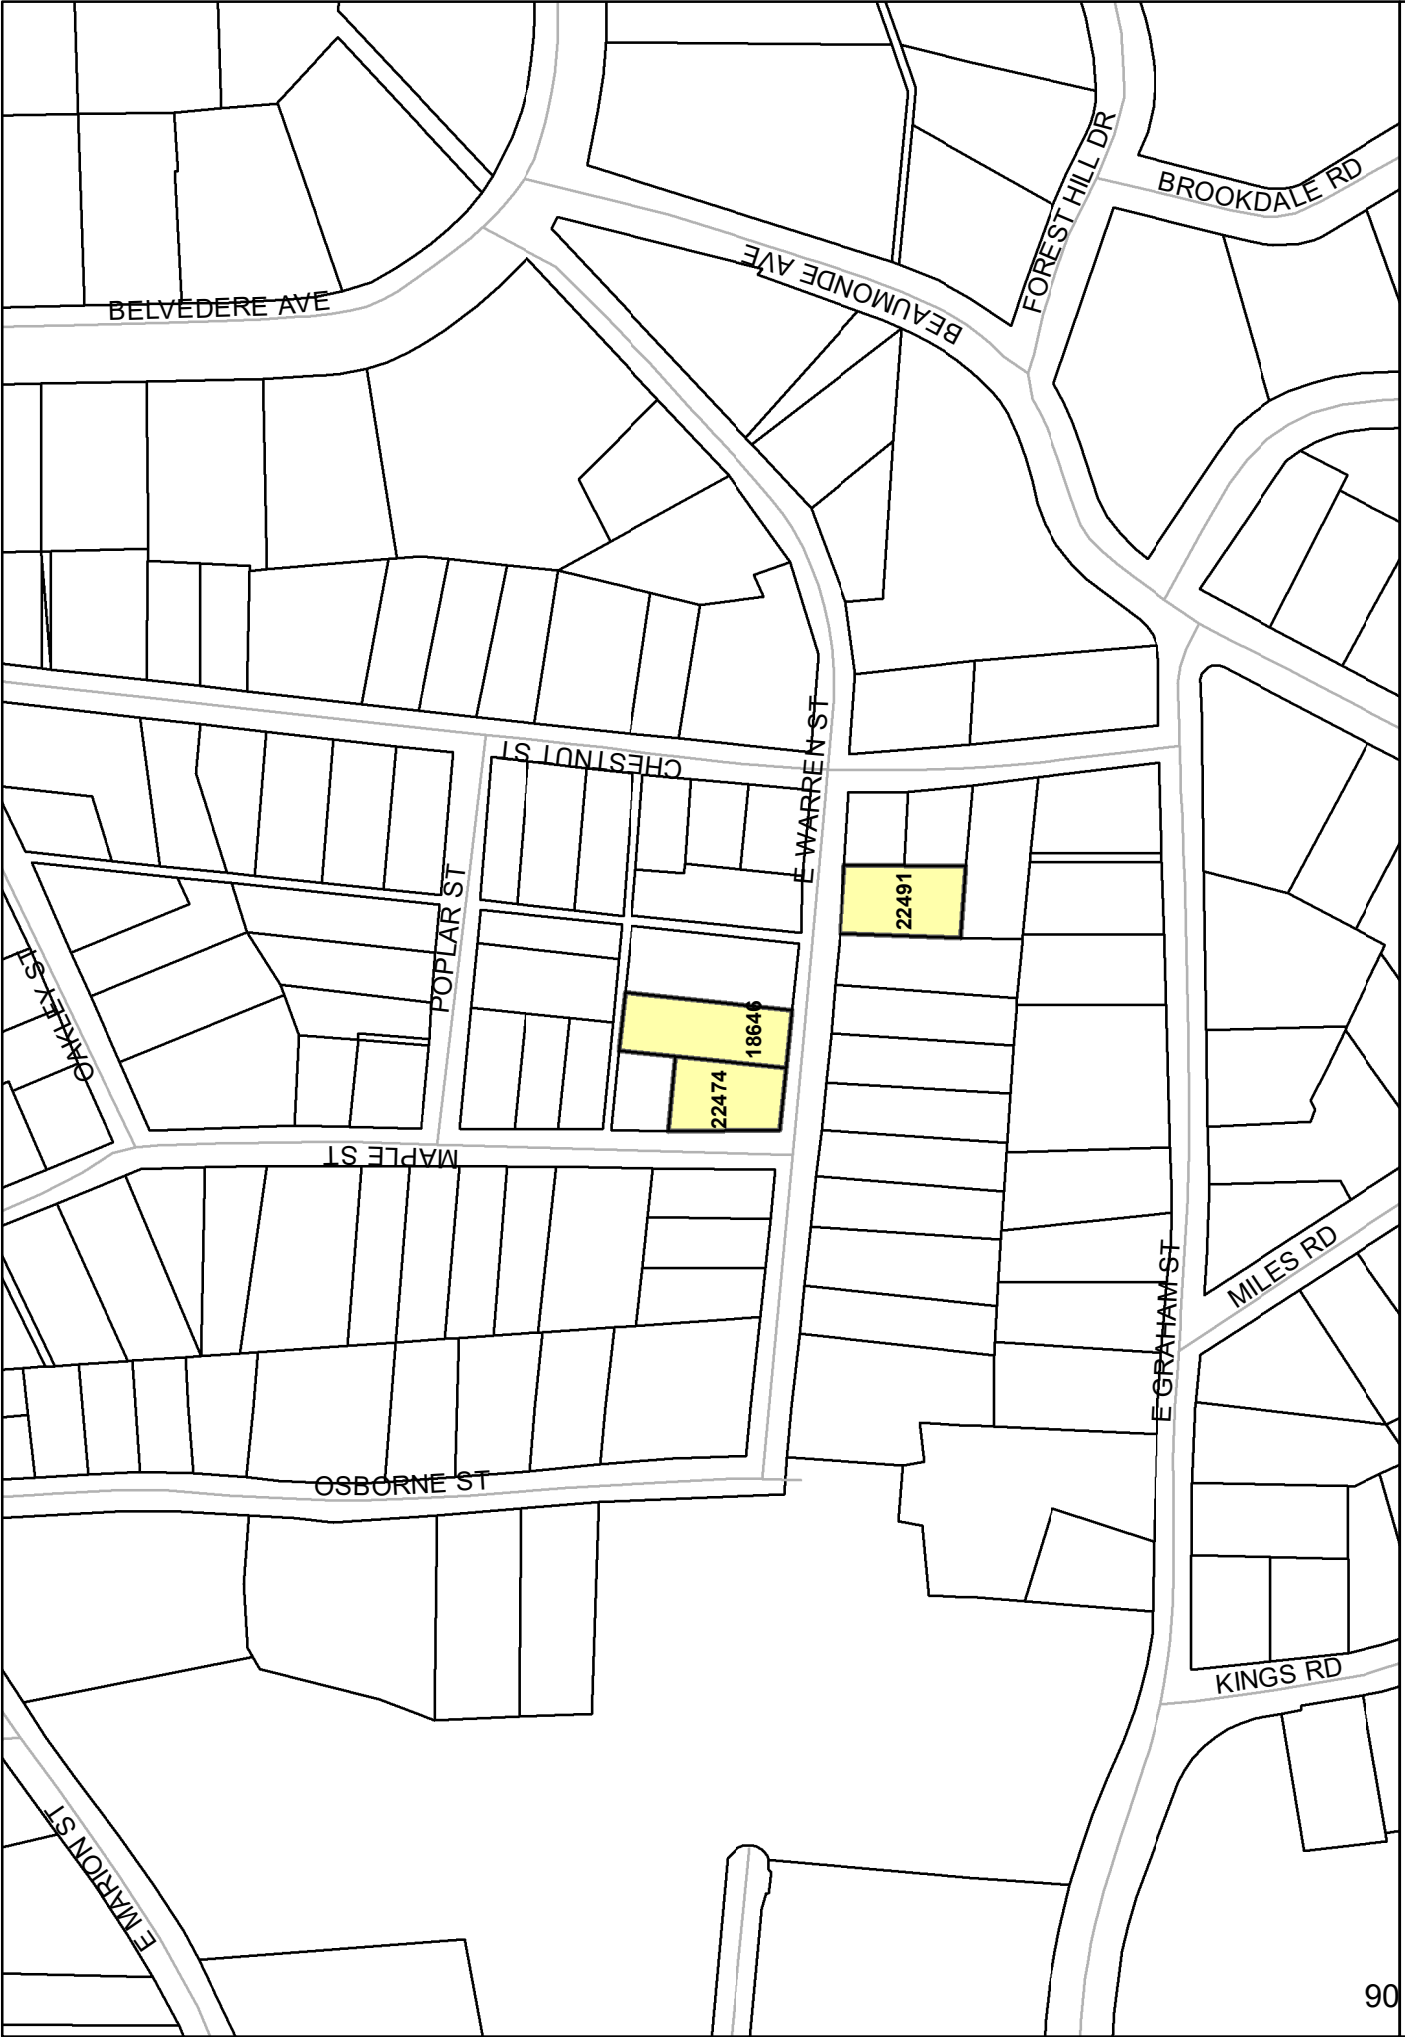 FOREST HILL DR
BROOKDALE RD
BEAUMONDE AVE
BELVEDERE AVE
CHESTNUT ST
E WARREN ST
22491
POPLAR ST
OAKLEY ST
18646
22474
MAPLE ST
MILES RD
E GRAHAM ST
OSBORNE ST
KINGS RD
E MARION ST
90